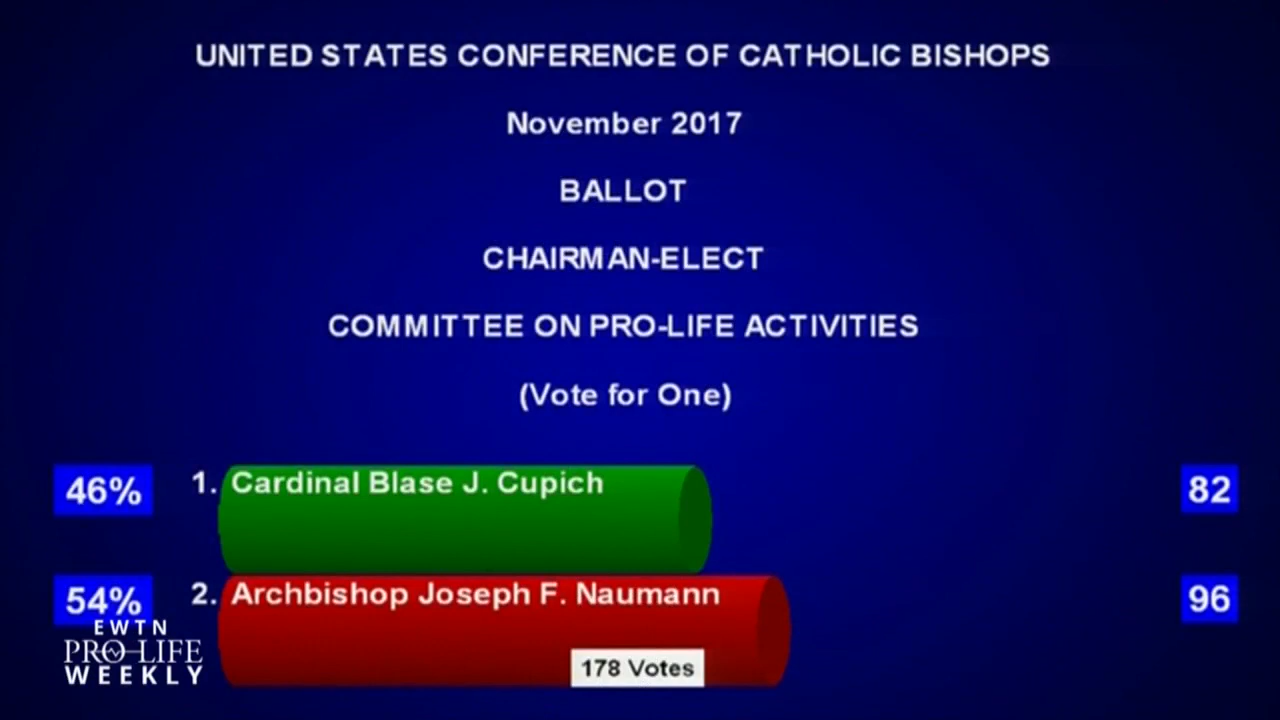 UNITED STATES CONFERENCE OF CATHOLIC BISHOPS
November 2017
BALLOT
CHAIRMAN-ELECT
COMMITTEE ON PRO-LIFE ACTIVITIES
(Vote for One)
46% 1. Cardinal Blase J. Cupich 82
54% 2. Archbishop Joseph F. Naumann 96
178 Votes
EWTN
PRO-LIFE
WEEKLY